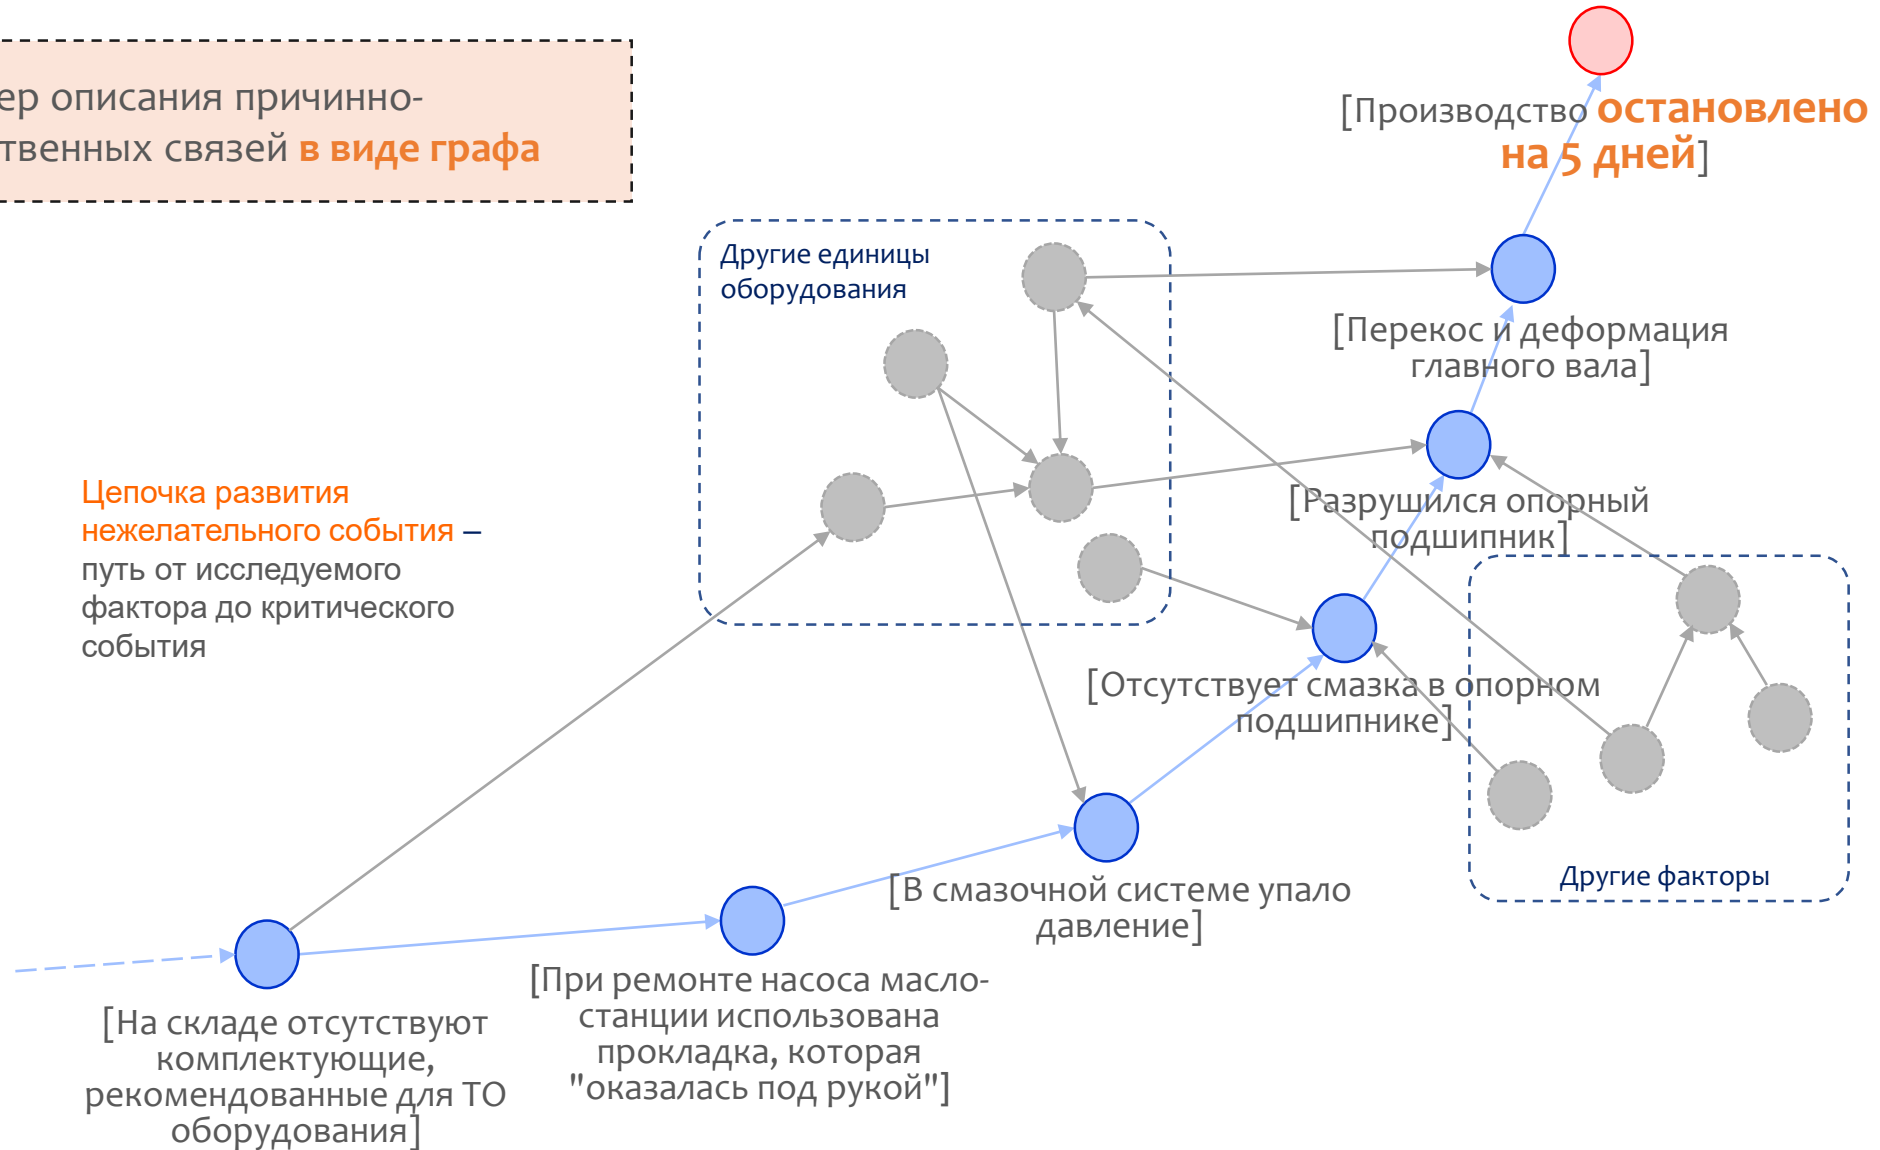 ер описания причинно-
твенных связей в виде графа
[Производство остановлено
на 5 дней]
Другие единицы
оборудования
[Перекос и деформация
главного вала]
Цепочка развития
нежелательного события –
путь от исследуемого
фактора до критического
события
[Разрушился опорный
подшипник]
[Отсутствует смазка в опорном
подшипнике]
Другие факторы
[В смазочной системе упало
давление]
[При ремонте насоса масло-
станции использована
прокладка, которая
"оказалась под рукой"]
[На складе отсутствуют
комплектующие,
рекомендованные для ТО
оборудования]